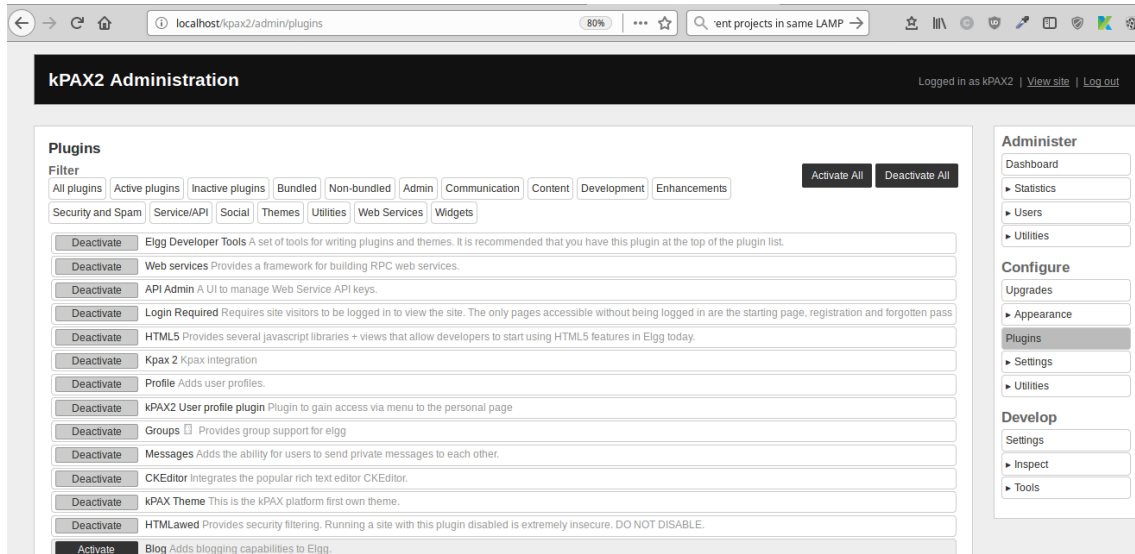 localhost/kpax2/admin/plugins 80% ··· rent projects in same LAMP →
kPAX2 Administration
Logged in as kPAX2 | View site | Log out
Plugins
Filter
Activate All Deactivate All
All plugins Active plugins Inactive plugins Bundled Non-bundled Admin Communication Content Development Enhancements
Security and Spam Service/API Social Themes Utilities Web Services Widgets
Deactivate Elgg Developer Tools A set of tools for writing plugins and themes. It is recommended that you have this plugin at the top of the plugin list.
Deactivate Web services Provides a framework for building RPC web services.
Deactivate API Admin A UI to manage Web Service API keys.
Deactivate Login Required Requires site visitors to be logged in to view the site. The only pages accessible without being logged in are the starting page, registration and forgotten pass
Deactivate HTML5 Provides several javascript libraries + views that allow developers to start using HTML5 features in Elgg today.
Deactivate Kpax 2 Kpax integration
Deactivate Profile Adds user profiles.
Deactivate kPAX2 User profile plugin Plugin to gain access via menu to the personal page
Deactivate Groups Provides group support for elgg
Deactivate Messages Adds the ability for users to send private messages to each other.
Deactivate CKEditor Integrates the popular rich text editor CKEditor.
Deactivate kPAX Theme This is the kPAX platform first own theme.
Deactivate HTMLawed Provides security filtering. Running a site with this plugin disabled is extremely insecure. DO NOT DISABLE.
Activate Blog Adds blogging capabilities to Elgg.
Administer
Dashboard
▸ Statistics
▸ Users
▸ Utilities
Configure
Upgrades
▸ Appearance
Plugins
▸ Settings
▸ Utilities
Develop
Settings
▸ Inspect
▸ Tools